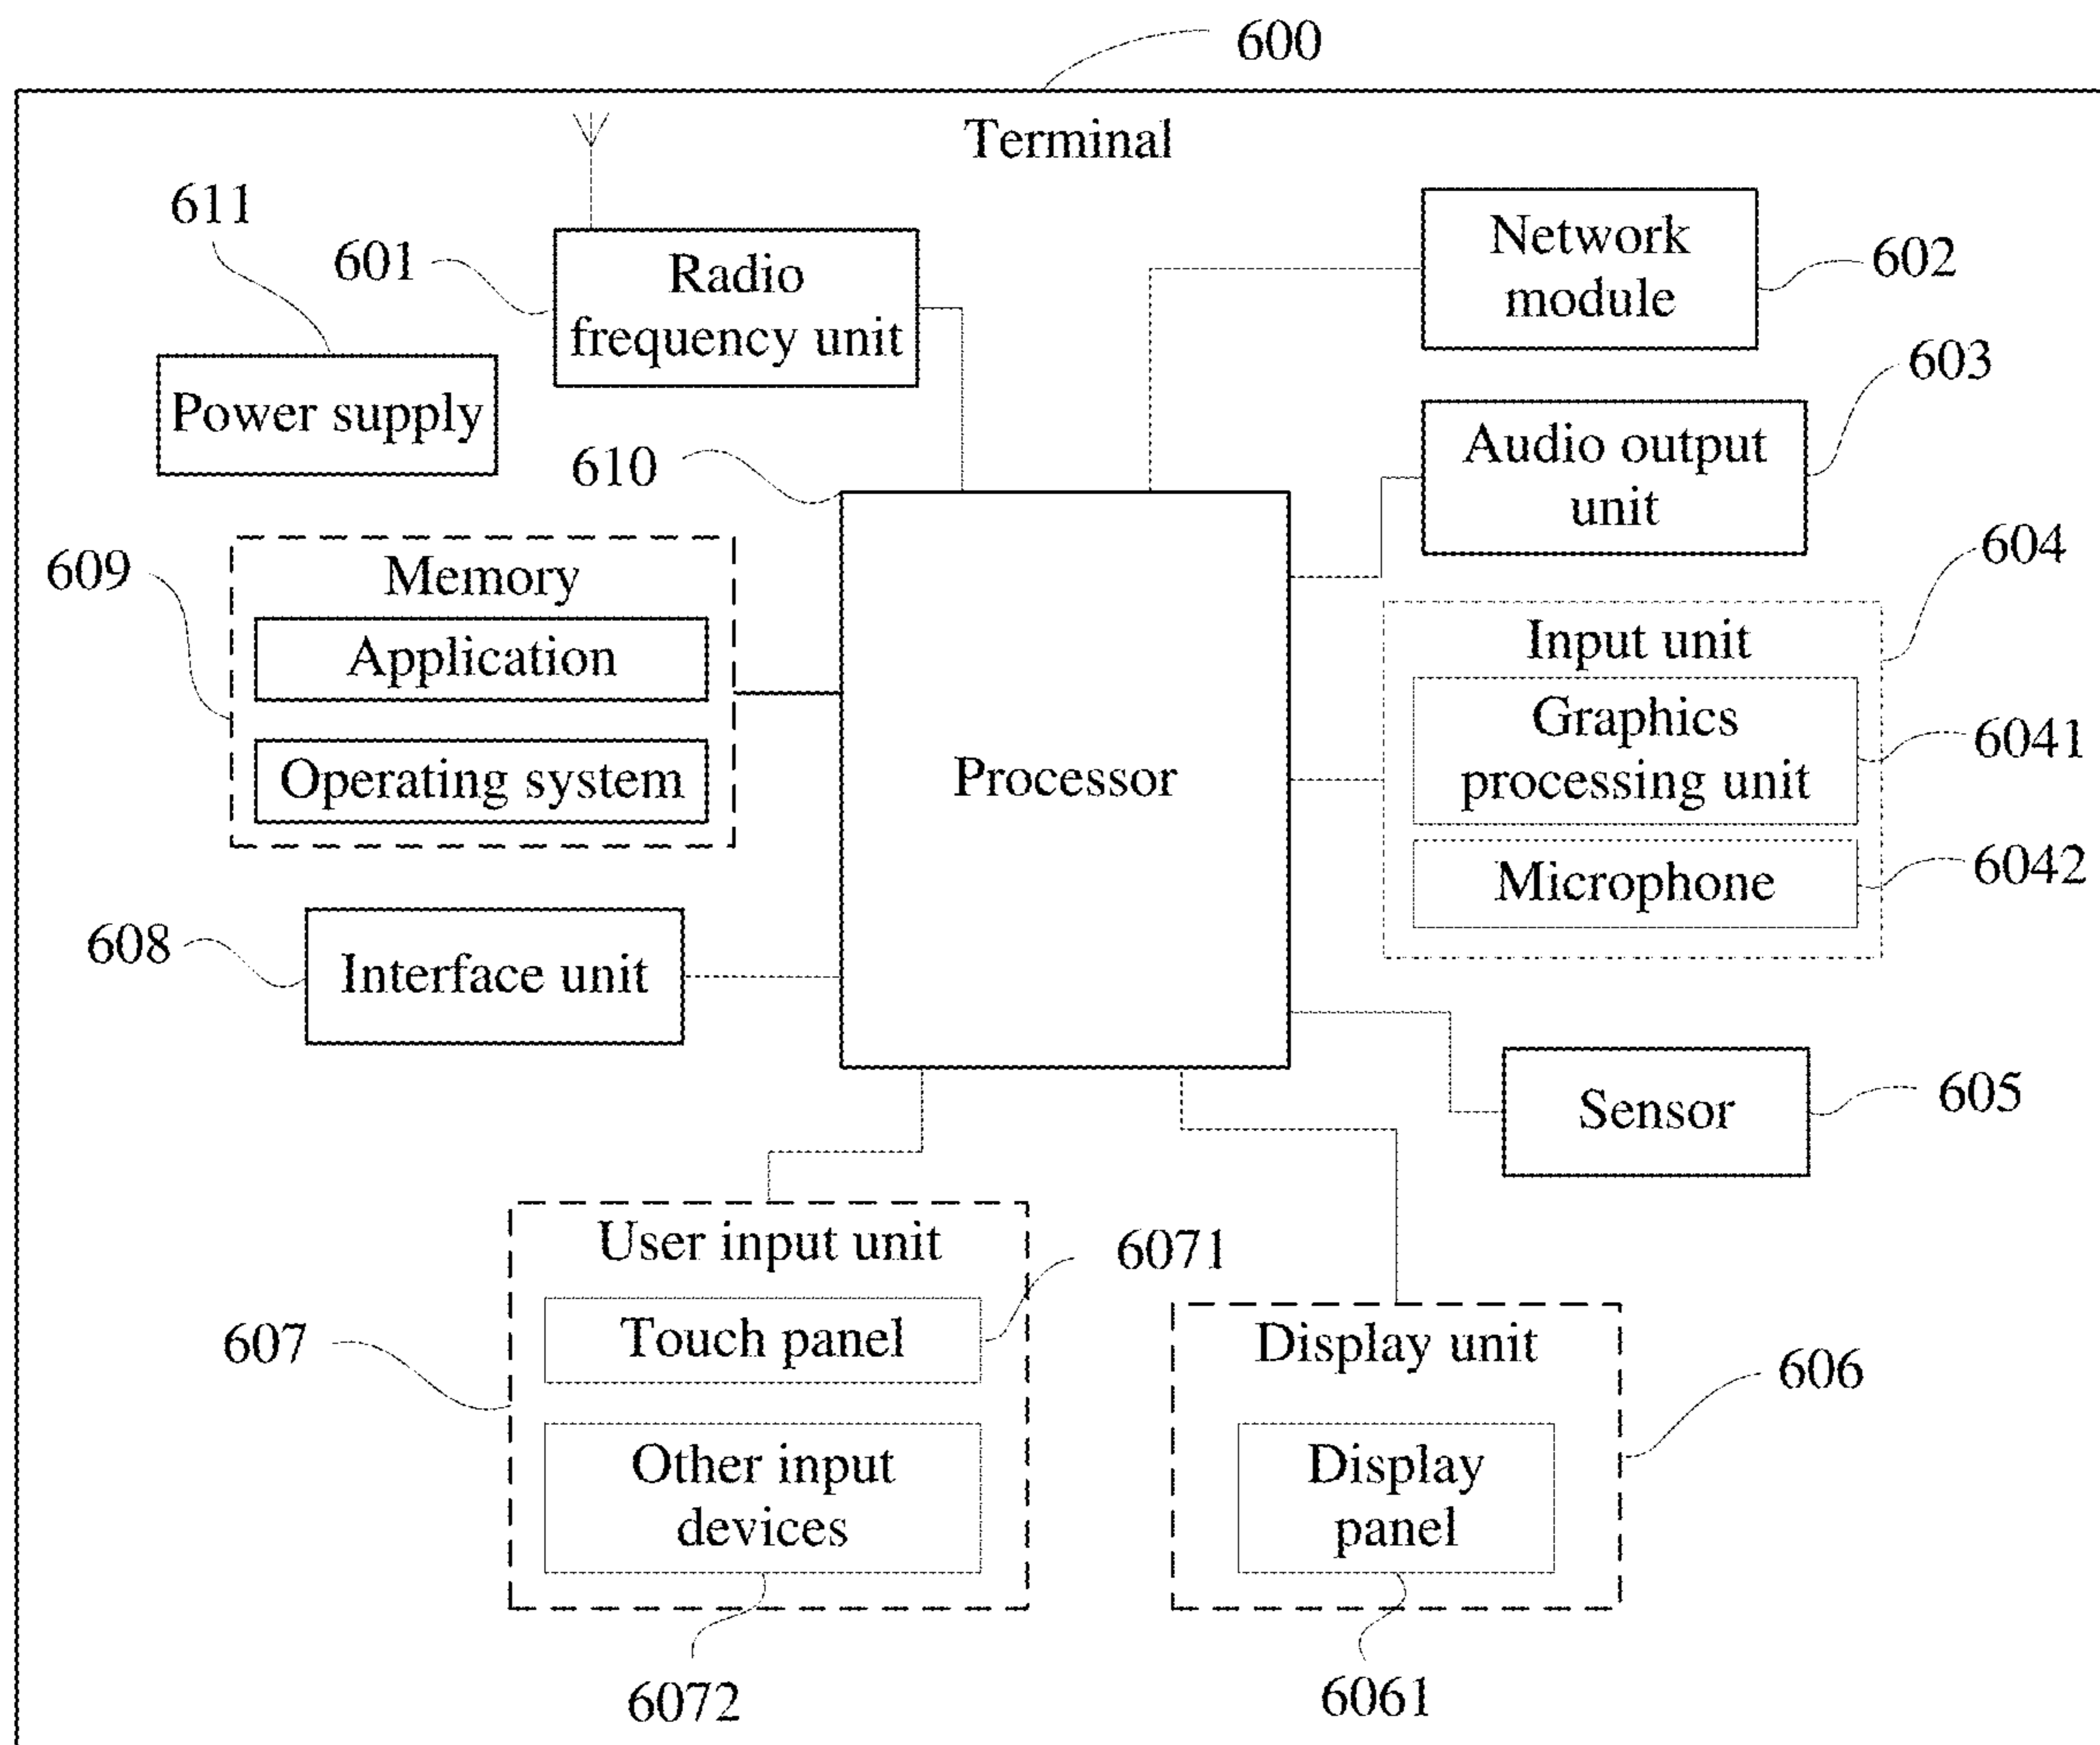 600
Terminal
611
601
Radio
frequency unit
Network
module
602
Power supply
603
Audio output
unit
610
609
Memory
Application
Operating system
Processor
604
Input unit
Graphics
processing unit
6041
Microphone
6042
608
Interface unit
Sensor
605
User input unit
6071
Touch panel
607
Other input
devices
6072
Display unit
606
Display
panel
6061